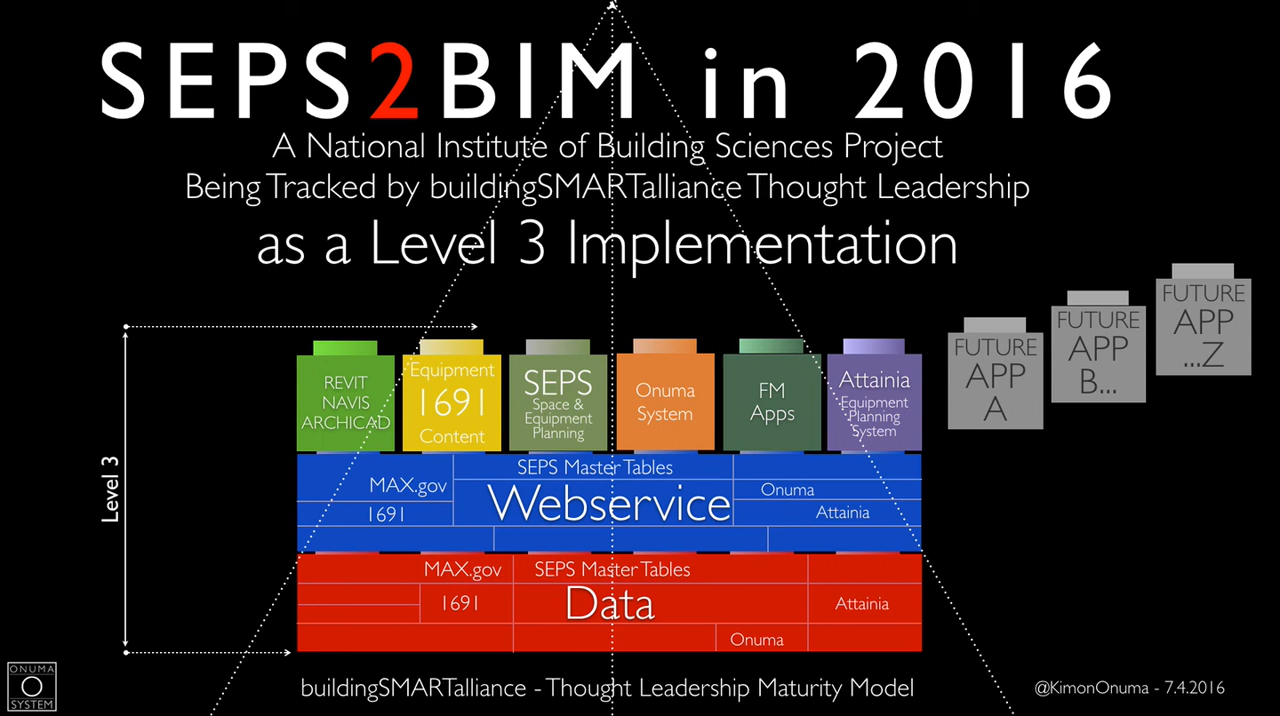 SEPS2BIM in 2016
A National Institute of Building Sciences Project
Being Tracked by buildingSMARTalliance Thought Leadership
as a Level 3 Implementation
FUTURE
APP
...Z
FUTURE
APP
B...
FUTURE
APP
A
Level 3
REVIT
NAVIS
ARCHICAD
Equipment
1691
Content
SEPS
Space &
Equipment
Planning
Onuma
System
FM
Apps
Attainia
Equipment
Planning
System
SEPS Master Tables
MAX.gov
Webservice
Onuma
1691
Attainia
MAX.gov
SEPS Master Tables
1691
Data
Attainia
Onuma
ONUMA
SYSTEM
buildingSMARTalliance - Thought Leadership Maturity Model
@KimonOnuma - 7.4.2016